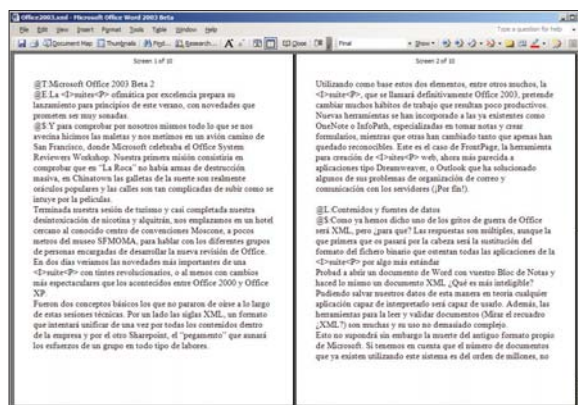 Office2003.xml - Microsoft Office Word 2003 Beta
File Edit View Insert Format Tools Table Window Help
Type a question for help
Document Map Thumbnails Find... Research...
Close
Final
Show
Screen 1 of 10
@T:Microsoft Office 2003 Beta 2
@E:La <I>suite<P> ofimática por excelencia prepara su
lanzamiento para principios de este verano, con novedades que
prometen ser muy sonadas.
@S:Y para comprobar por nosotros mismos todo lo que se nos
avecina hicimos las maletas y nos metimos en un avión camino de
San Francisco, donde Microsoft celebraba el Office System
Reviewers Workshop. Nuestra primera misión consistiría en
comprobar que en "La Roca" no había armas de destrucción
masiva, en Chinatown las galletas de la suerte son realmente
oráculos populares y las calles son tan complicadas de subir como se
intuye por la películas.
Terminada nuestra sesión de turismo y casi completada nuestra
desintoxicación de nicotina y alquitrán, nos emplazamos en un hotel
cercano al conocido centro de convenciones Moscone, a pocos
metros del museo SFMOMA, para hablar con los diferentes grupos
de personas encargadas de desarrollar la nueva revisión de Office.
En dos días veríamos las novedades más importantes de una
<I>suite<P> con tintes revolucionarios, o al menos con cambios
más espectaculares que los acontecidos entre Office 2000 y Office
XP.
Fueron dos conceptos básicos los que no pararon de oírse a lo largo
de estas sesiones técnicas. Por un lado las siglas XML, un formato
que intentará unificar de una vez por todas los contenidos dentro
de la empresa y por el otro Sharepoint, el "pegamento" que aunará
los esfuerzos de un grupo en todo tipo de labores.
Screen 2 of 10
Utilizando como base estos dos elementos, entre otros muchos, la
<I>suite<P>, que se llamará definitivamente Office 2003, pretende
cambiar muchos hábitos de trabajo que resultan poco productivos.
Nuevas herramientas se han incorporado a las ya existentes como
OneNote o InfoPath, especializadas en tomar notas y crear
formularios, mientras que otras han cambiado tanto que apenas han
quedado reconocibles. Este es el caso de FrontPage, la herramienta
para creación de <I>sites<P> web, ahora más parecida a
aplicaciones tipo Dreamweaver, o Outlook que ha solucionado
algunos de sus problemas de organización de correo y
comunicación con los servidores (¡Por fin!).
@L:Contenidos y fuentes de datos
@S:Como ya hemos dicho uno de los gritos de guerra de Office
será XML, pero ¿para que? Las respuestas son múltiples, aunque la
que primera que os pasará por la cabeza será la sustitución del
formato del fichero binario que ostentan todas las aplicaciones de la
<I>suite<P> por algo más estándar.
Probad a abrir un documento de Word con vuestro Bloc de Notas y
haced lo mismo un documento XML ¿Qué es más inteligible?
Pudiendo salvar nuestros datos de esta manera en teoría cualquier
aplicación capaz de interpretarlo será capaz de usarlo. Además, las
herramientas para la leer y validar documentos (Mirar el recuadro
¿XML?) son muchas y su uso no demasiado complejo.
Esto no supondrá sin embargo la muerte del antiguo formato propio
de Microsoft. Si tenemos en cuenta que el número de documentos
que ya existen utilizando este sistema es del orden de millones, no